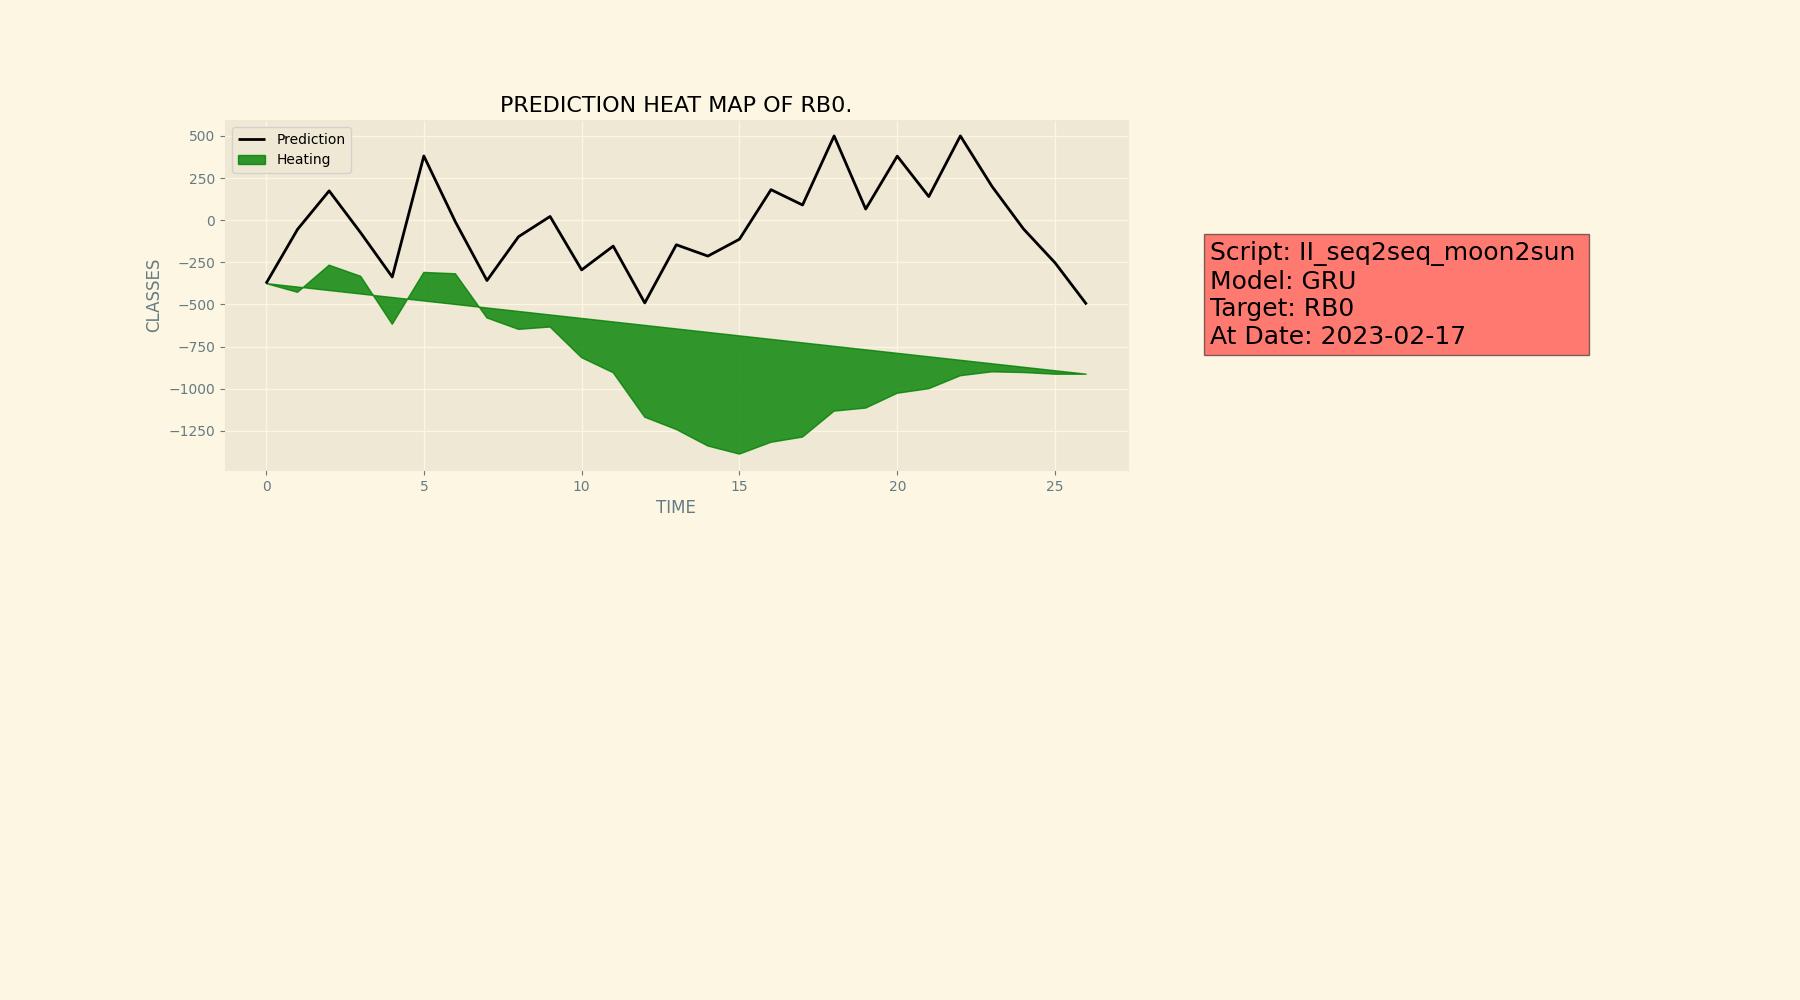 PREDICTION HEAT MAP OF RB0.
Prediction
Heating
500
250
0
−250
−500
−750
−1000
−1250
CLASSES
0 5 10 15 20 25
TIME
Script: II_seq2seq_moon2sun
Model: GRU
Target: RB0
At Date: 2023-02-17